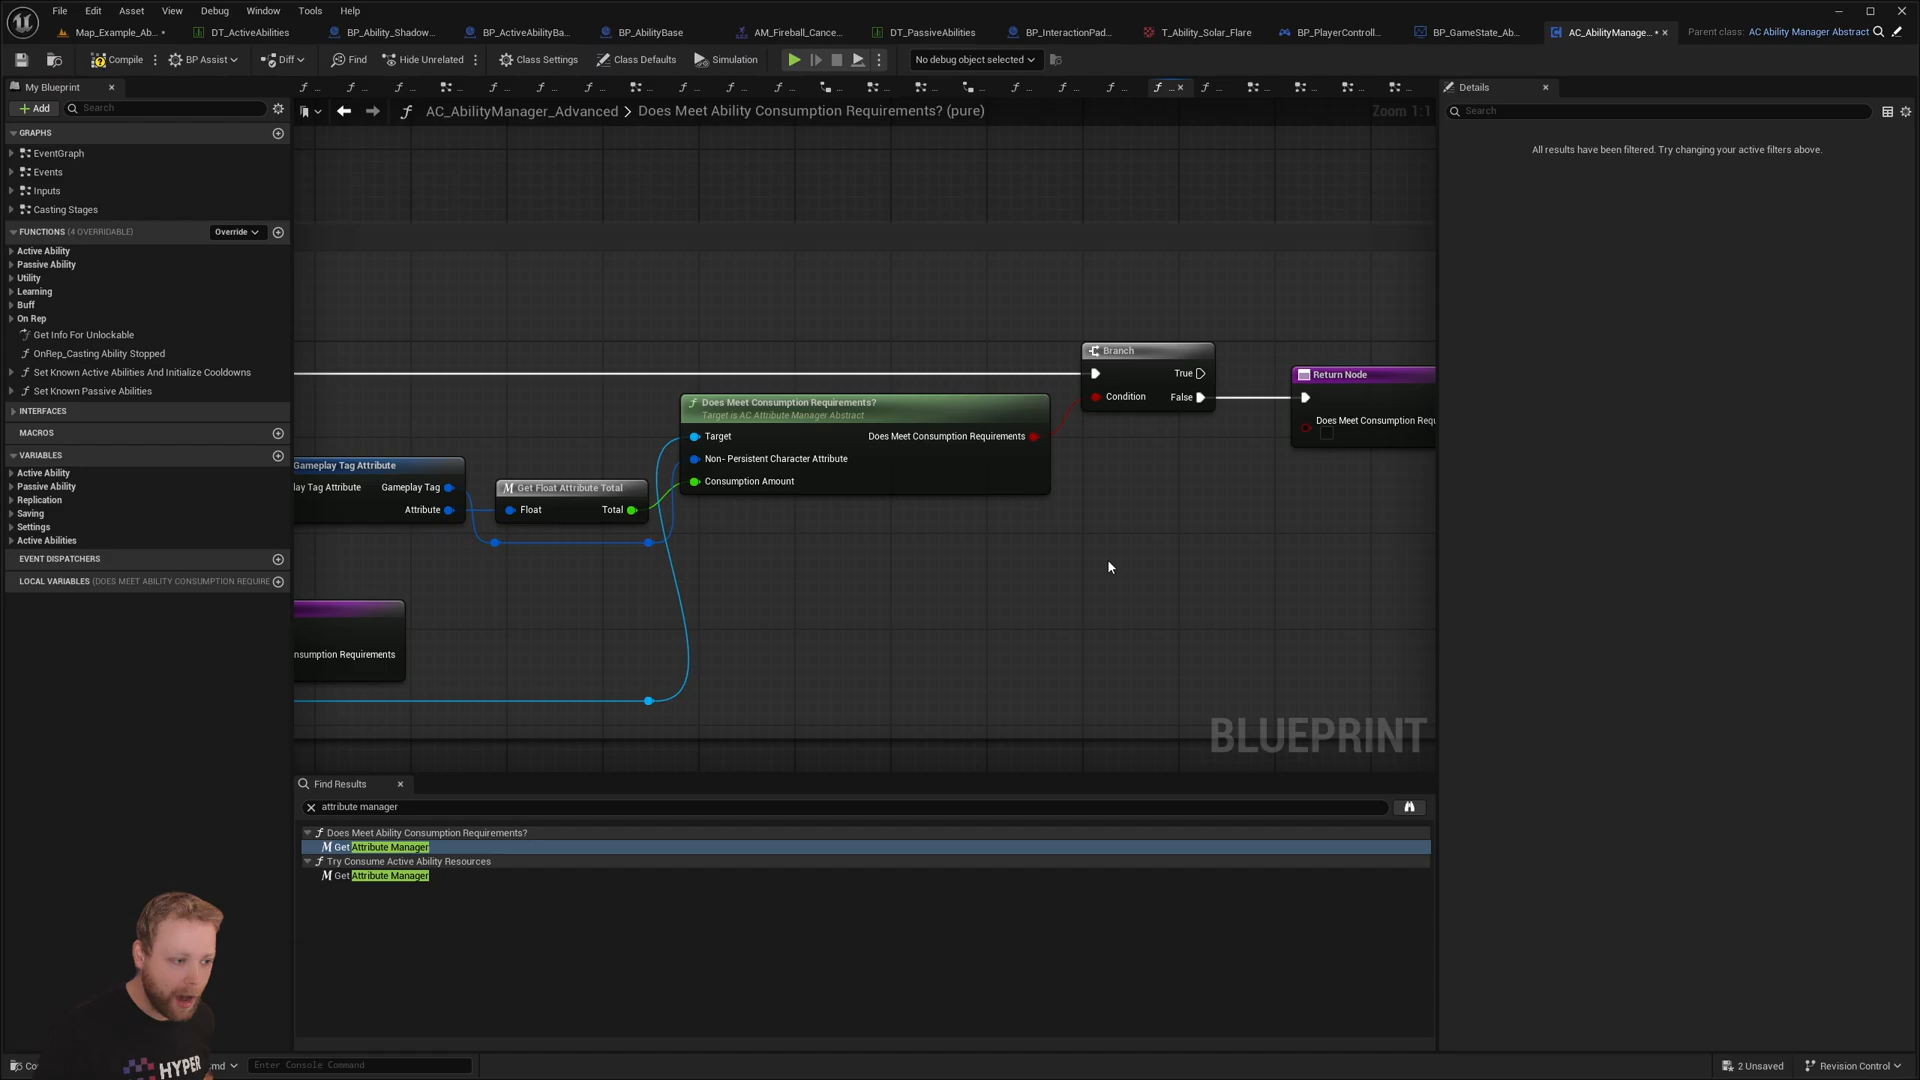 File Edit Asset View Debug Window Tools Help
Map_Example_Ab...
DT_ActiveAbilities
BP_Ability_Shadow...
BP_ActiveAbilityBa...
BP_AbilityBase
AM_Fireball_Cance...
DT_PassiveAbilities
BP_InteractionPad...
T_Ability_Solar_Flare
BP_PlayerControll...
BP_GameState_Ab...
AC_AbilityManage...
Parent class: AC Ability Manager Abstract
Compile
BP Assist
Diff
Find
Hide Unrelated
Class Settings
Class Defaults
Simulation
No debug object selected
My Blueprint
Add
Search
GRAPHS
EventGraph
Events
Inputs
Casting Stages
FUNCTIONS (4 OVERRIDABLE)
Override
Active Ability
Passive Ability
Utility
Learning
Buff
On Rep
Get Info For Unlockable
OnRep_Casting Ability Stopped
Set Known Active Abilities And Initialize Cooldowns
Set Known Passive Abilities
INTERFACES
MACROS
VARIABLES
Active Ability
Passive Ability
Replication
Saving
Settings
Active Abilities
EVENT DISPATCHERS
LOCAL VARIABLES (DOES MEET ABILITY CONSUMPTION REQUIRE
AC_AbilityManager_Advanced > Does Meet Ability Consumption Requirements? (pure)
Zoom 1:1
Branch
True
Condition
False
Return Node
Does Meet Consumption Requ
Does Meet Consumption Requirements?
Target is AC Attribute Manager Abstract
Target
Does Meet Consumption Requirements
Non- Persistent Character Attribute
Consumption Amount
Gameplay Tag Attribute
lay Tag Attribute
Gameplay Tag
Attribute
Get Float Attribute Total
Float
Total
nsumption Requirements
BLUEPRINT
Find Results
attribute manager
Does Meet Ability Consumption Requirements?
Get Attribute Manager
Try Consume Active Ability Resources
Get Attribute Manager
Details
Search
All results have been filtered. Try changing your active filters above.
HYPER
Co
md
Enter Console Command
2 Unsaved
Revision Control